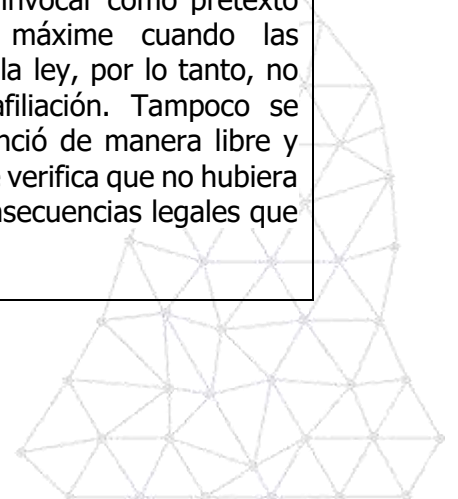 invocar como pretexto
máxime cuando las
la ley, por lo tanto, no
afiliación. Tampoco se
nció de manera libre y
verifica que no hubiera
nsecuencias legales que